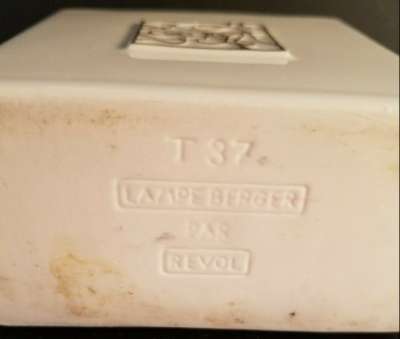 T 37
LAMPE BERGER
PAR
REVOL